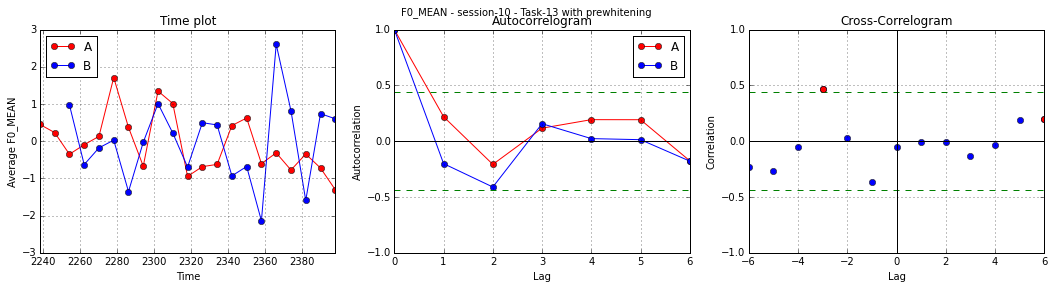 F0_MEAN - session-10 - Task-13 with prewhitening
Time plot
3
2
1
0
−1
−2
−3
2240 2260 2280 2300 2320 2340 2360 2380
Time
Average F0_MEAN
A
B
Autocorrelogram
1.0
0.5
0.0
−0.5
−1.0
0 1 2 3 4 5 6
Lag
Autocorrelation
A
B
Cross-Correlogram
1.0
0.5
0.0
−0.5
−1.0
−6 −4 −2 0 2 4 6
Lag
Correlation